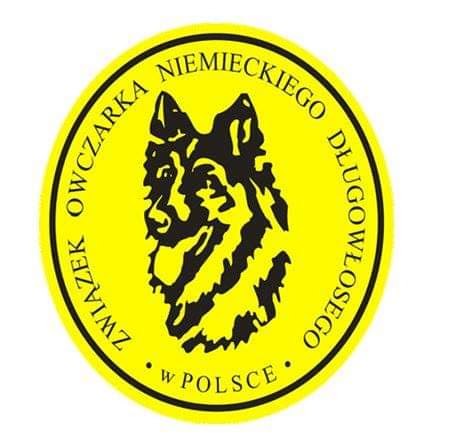 ZWIĄZEK OWCZARKA NIEMIECKIEGO DŁUGOWŁOSEGO
• w POLSCE •